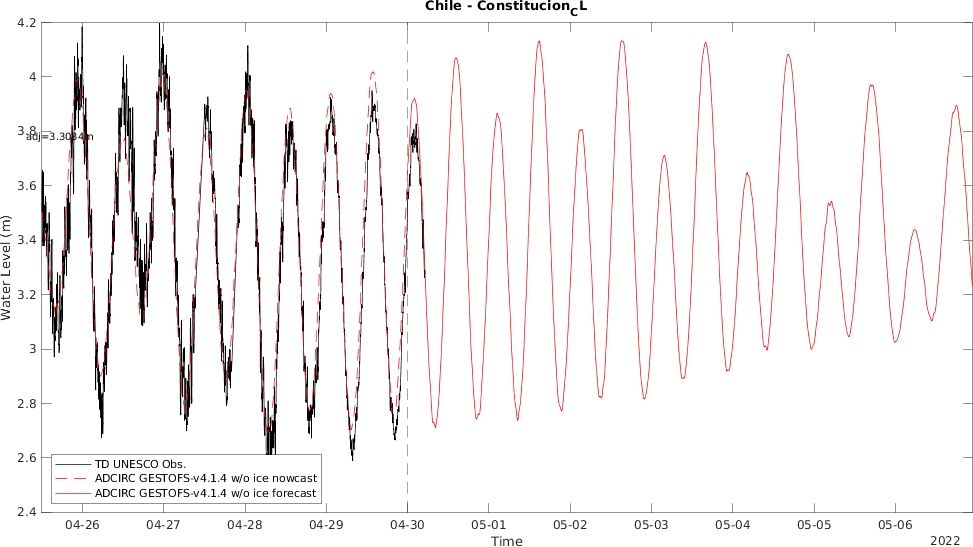 Chile - Constitucion_CL
4.2
4
3.8
adj=3.3034m
3.6
3.4
3.2
3
2.8
2.6
2.4
Water Level (m)
TD UNESCO Obs.
ADCIRC GESTOFS-v4.1.4 w/o ice nowcast
ADCIRC GESTOFS-v4.1.4 w/o ice forecast
04-26 04-27 04-28 04-29 04-30 05-01 05-02 05-03 05-04 05-05 05-06
Time
2022